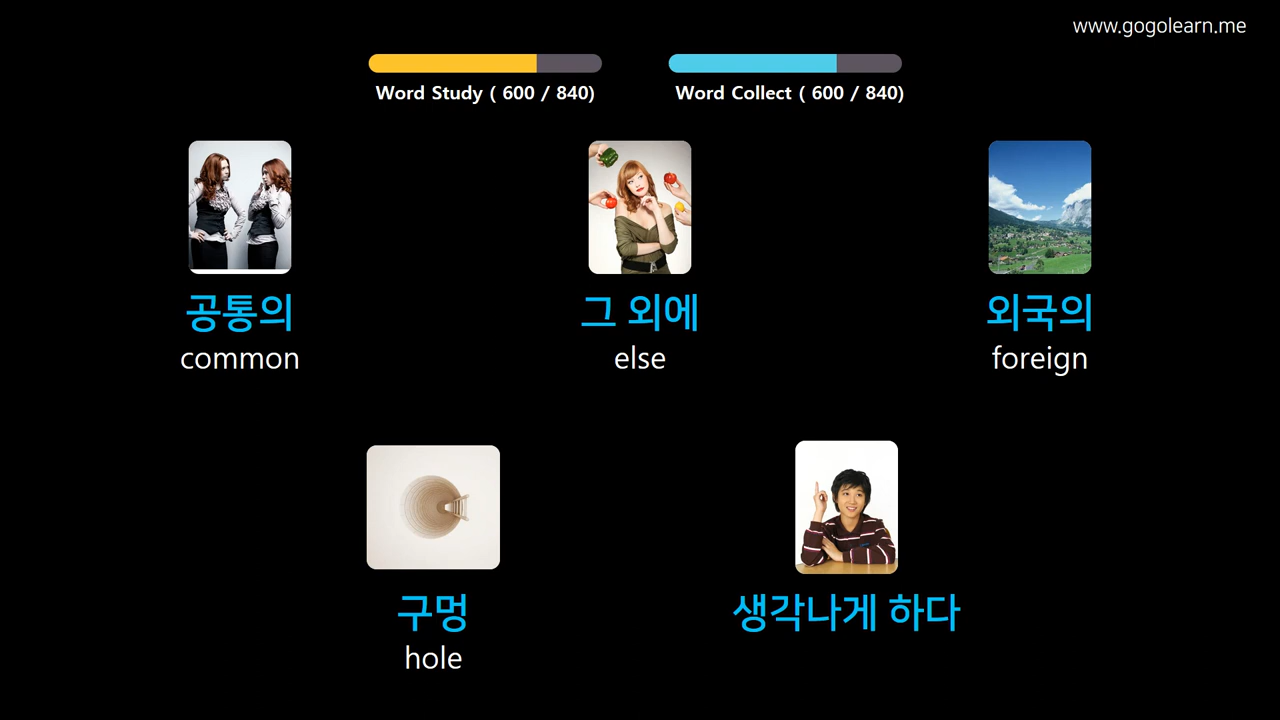 www.gogolearn.me
Word Study ( 600 / 840)
Word Collect ( 600 / 840)
공통의
common
그 외에
else
외국의
foreign
구멍
hole
생각나게 하다